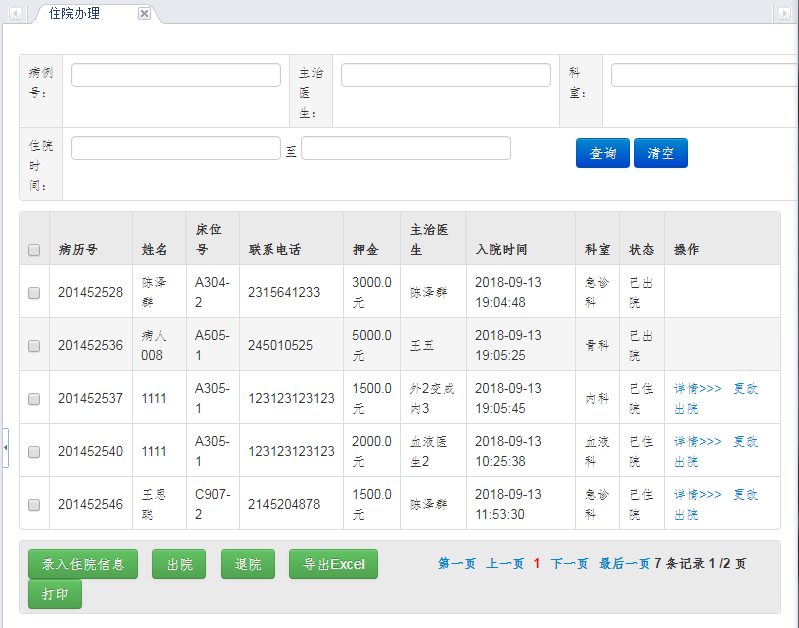 住院办理
病例号： 主治医生： 科室：
住院时间： 至 查询 清空
病历号 姓名 床位号 联系电话 押金 主治医生 入院时间 科室 状态 操作
201452528 陈泽群 A304-2 2315641233 3000.0元 陈泽群 2018-09-13 19:04:48 急诊科 已出院
201452536 病人008 A505-1 245010525 5000.0元 王五 2018-09-13 19:05:25 骨科 已出院
201452537 1111 A305-1 123123123123 1500.0元 外2变成内3 2018-09-13 19:05:45 内科 已住院 详情>>> 更改 出院
201452540 1111 A305-1 123123123123 2000.0元 血液医生2 2018-09-13 10:25:38 血液科 已住院 详情>>> 更改 出院
201452546 王思聪 C907-2 2145204878 1500.0元 陈泽群 2018-09-13 11:53:30 急诊科 已住院 详情>>> 更改 出院
录入住院信息 出院 退院 导出Excel 第一页 上一页 1 下一页 最后一页 7 条记录 1 /2 页
打印